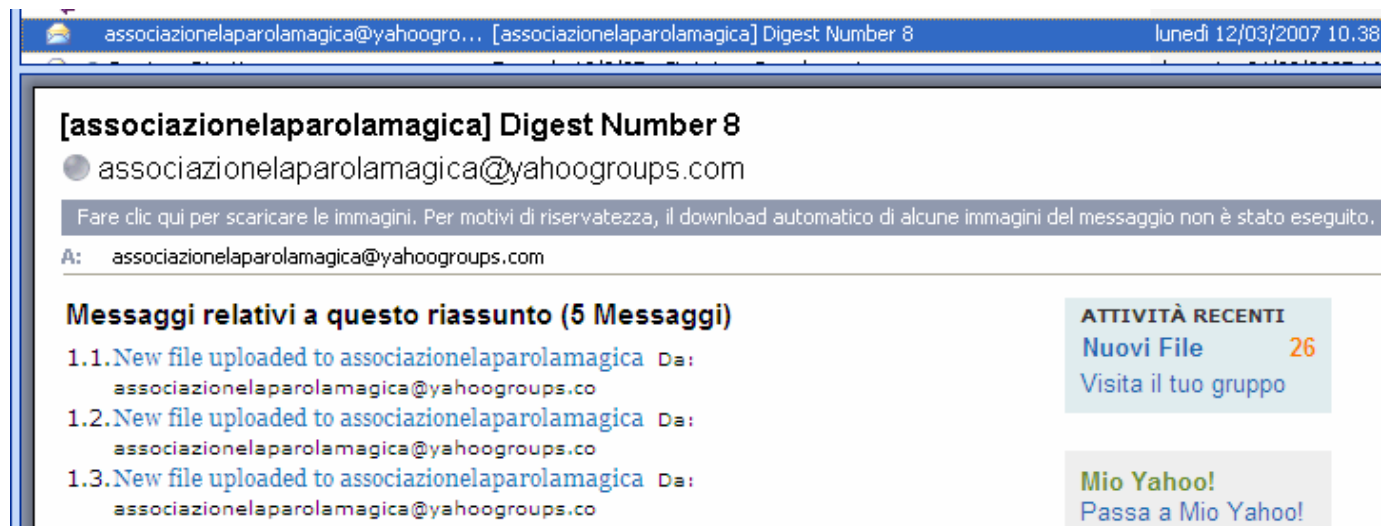 associazionelaparolamagica@yahoogro... [associazionelaparolamagica] Digest Number 8 lunedì 12/03/2007 10.38
[associazionelaparolamagica] Digest Number 8
associazionelaparolamagica@yahoogroups.com
Fare clic qui per scaricare le immagini. Per motivi di riservatezza, il download automatico di alcune immagini del messaggio non è stato eseguito.
A: associazionelaparolamagica@yahoogroups.com
Messaggi relativi a questo riassunto (5 Messaggi)
1.1. New file uploaded to associazionelaparolamagica Da:
associazionelaparolamagica@yahoogroups.co
1.2. New file uploaded to associazionelaparolamagica Da:
associazionelaparolamagica@yahoogroups.co
1.3. New file uploaded to associazionelaparolamagica Da:
associazionelaparolamagica@yahoogroups.co
ATTIVITÀ RECENTI
Nuovi File 26
Visita il tuo gruppo
Mio Yahoo!
Passa a Mio Yahoo!